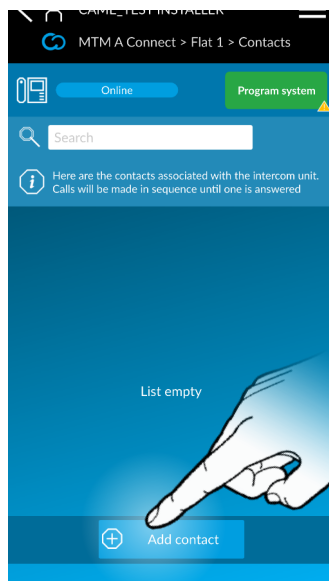 CAME_TEST INSTALLER
MTM A Connect > Flat 1 > Contacts
Online
Program system
Search
Here are the contacts associated with the intercom unit.
Calls will be made in sequence until one is answered
List empty
Add contact